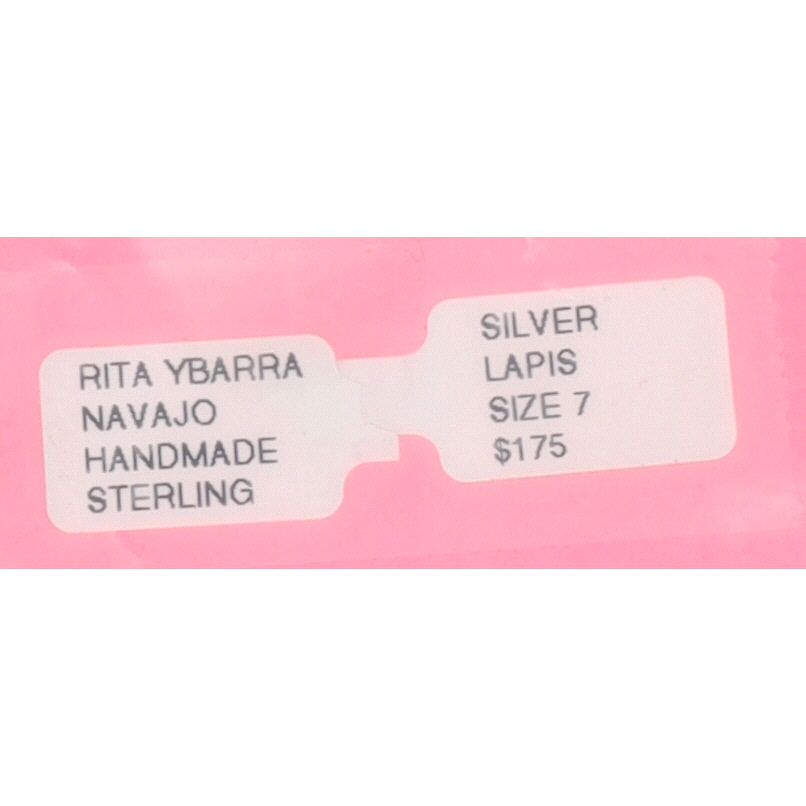 RITA YBARRA
NAVAJO
HANDMADE
STERLING
SILVER
LAPIS
SIZE 7
$175